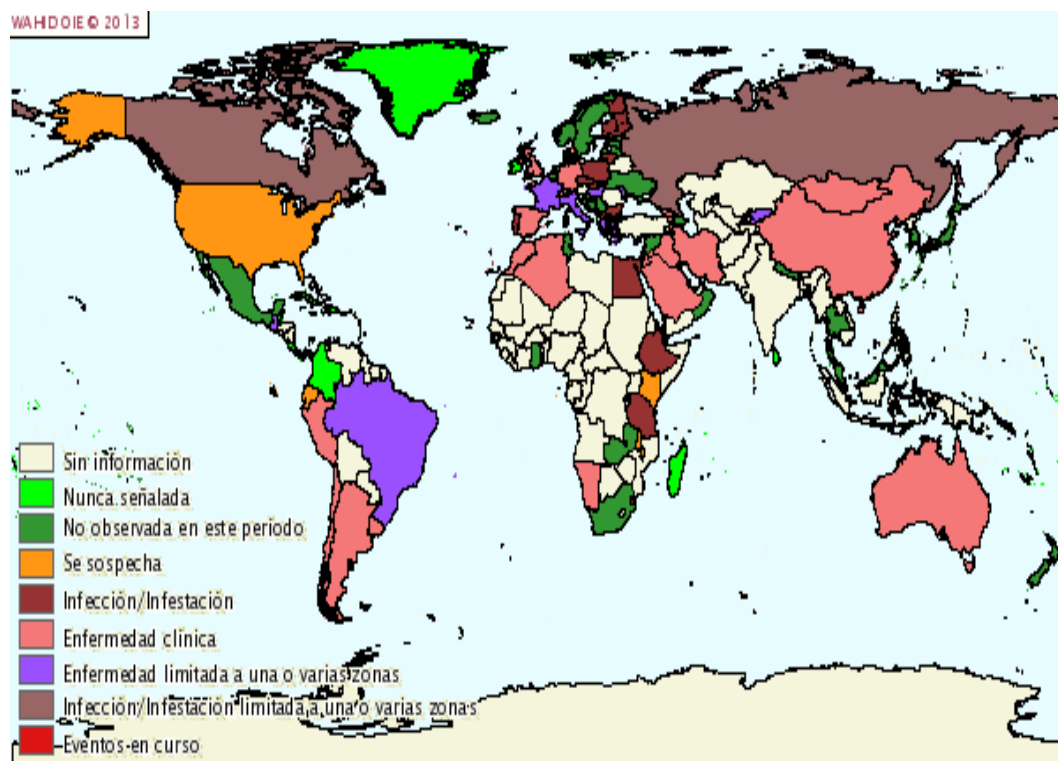 WAHID OIE © 2013
Sin información
Nunca señalada
No observada en este período
Se sospecha
Infección/Infestación
Enfermedad clínica
Enfermedad limitada a una o varias zonas
Infección/Infestación limitada a una o varias zonas
Eventos en curso